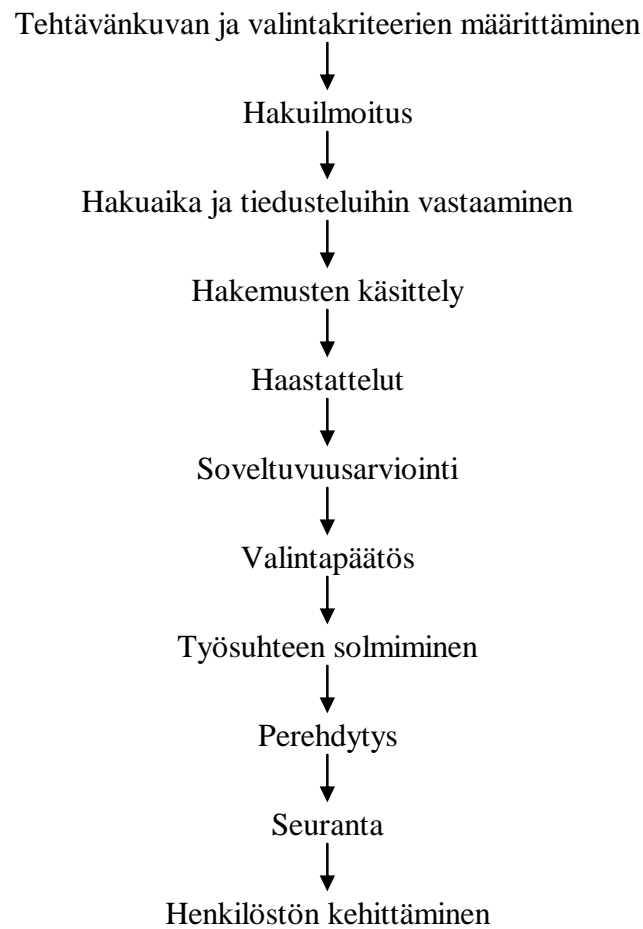 Tehtävänkuvan ja valintakriteerien määrittäminen
Hakuilmoitus
Hakuaika ja tiedusteluihin vastaaminen
Hakemusten käsittely
Haastattelut
Soveltuvuusarviointi
Valintapäätös
Työsuhteen solmiminen
Perehdytys
Seuranta
Henkilöstön kehittäminen